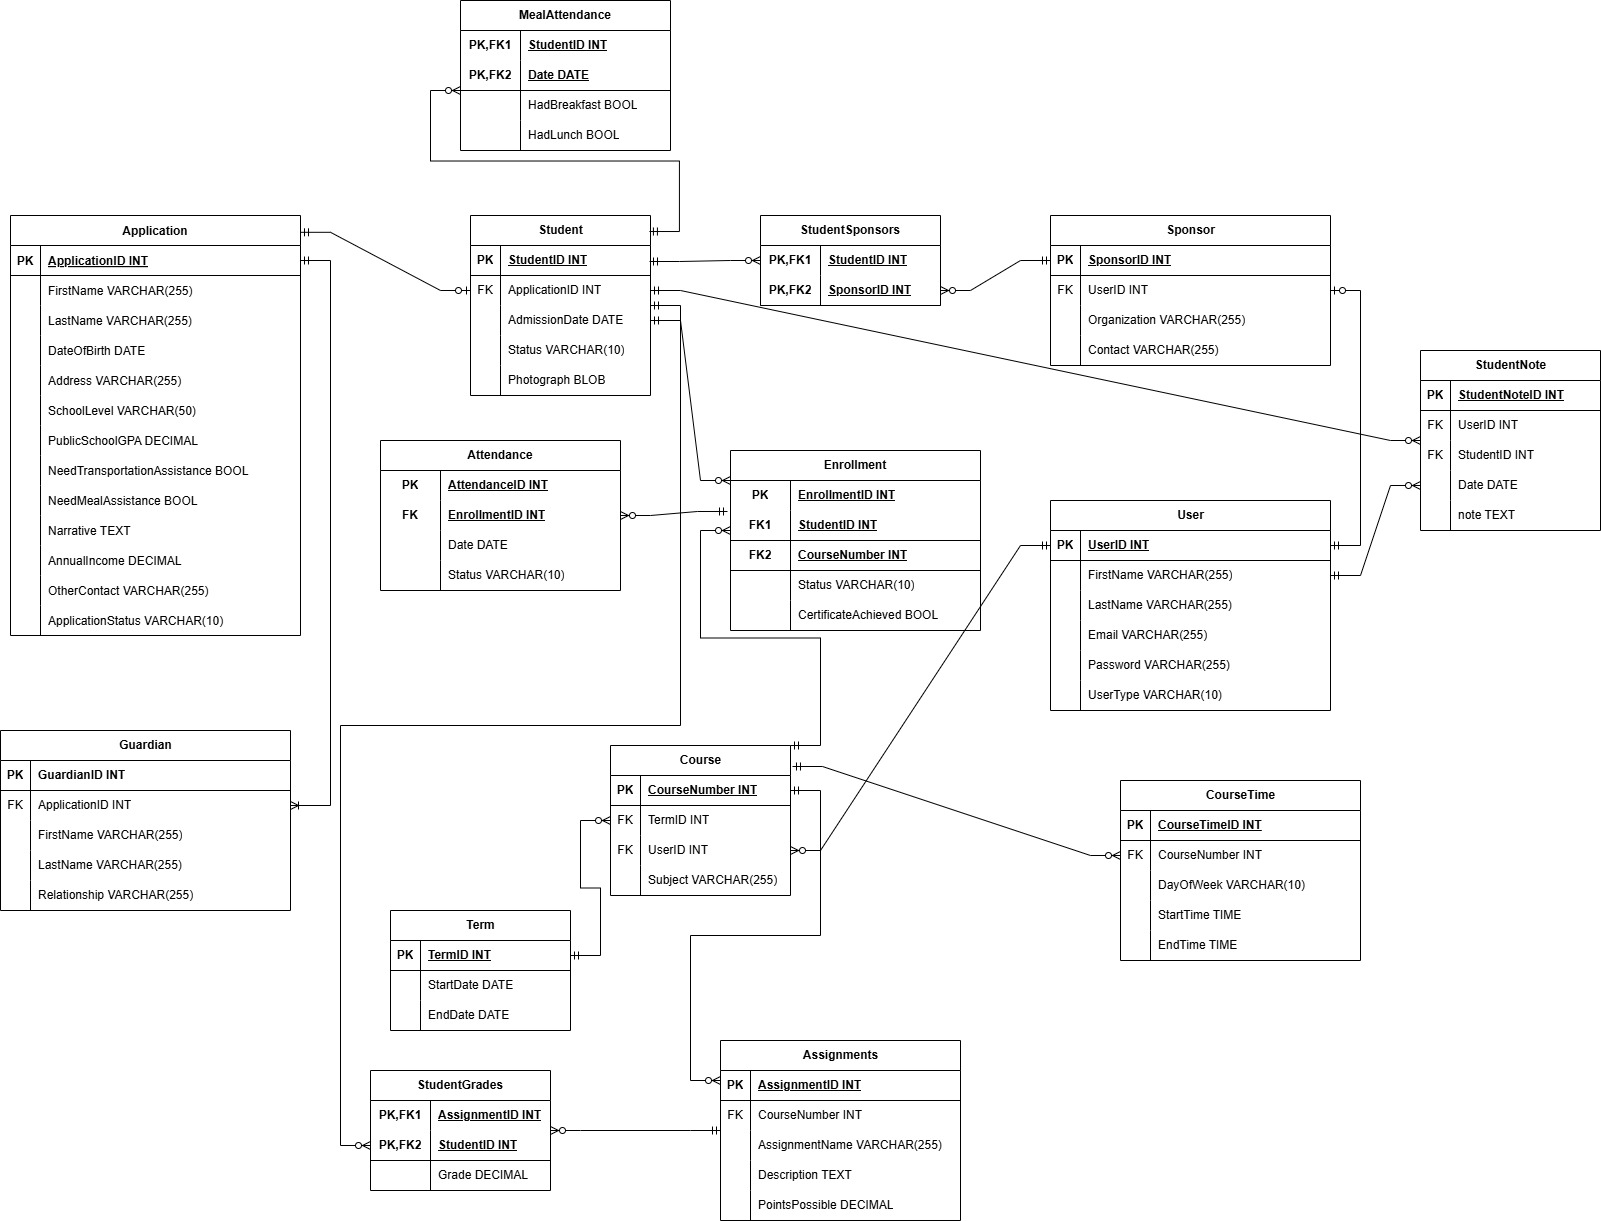 MealAttendance
PK,FK1 StudentID INT
PK,FK2 Date DATE
HadBreakfast BOOL
HadLunch BOOL
Application
PK ApplicationID INT
FirstName VARCHAR(255)
LastName VARCHAR(255)
DateOfBirth DATE
Address VARCHAR(255)
SchoolLevel VARCHAR(50)
PublicSchoolGPA DECIMAL
NeedTransportationAssistance BOOL
NeedMealAssistance BOOL
Narrative TEXT
AnnualIncome DECIMAL
OtherContact VARCHAR(255)
ApplicationStatus VARCHAR(10)
Student
PK StudentID INT
FK ApplicationID INT
AdmissionDate DATE
Status VARCHAR(10)
Photograph BLOB
StudentSponsors
PK,FK1 StudentID INT
PK,FK2 SponsorID INT
Sponsor
PK SponsorID INT
FK UserID INT
Organization VARCHAR(255)
Contact VARCHAR(255)
StudentNote
PK StudentNoteID INT
FK UserID INT
FK StudentID INT
Date DATE
note TEXT
Attendance
PK AttendanceID INT
FK EnrollmentID INT
Date DATE
Status VARCHAR(10)
Enrollment
PK EnrollmentID INT
FK1 StudentID INT
FK2 CourseNumber INT
Status VARCHAR(10)
CertificateAchieved BOOL
User
PK UserID INT
FirstName VARCHAR(255)
LastName VARCHAR(255)
Email VARCHAR(255)
Password VARCHAR(255)
UserType VARCHAR(10)
Guardian
PK GuardianID INT
FK ApplicationID INT
FirstName VARCHAR(255)
LastName VARCHAR(255)
Relationship VARCHAR(255)
Course
PK CourseNumber INT
FK TermID INT
FK UserID INT
Subject VARCHAR(255)
CourseTime
PK CourseTimeID INT
FK CourseNumber INT
DayOfWeek VARCHAR(10)
StartTime TIME
EndTime TIME
Term
PK TermID INT
StartDate DATE
EndDate DATE
StudentGrades
PK,FK1 AssignmentID INT
PK,FK2 StudentID INT
Grade DECIMAL
Assignments
PK AssignmentID INT
FK CourseNumber INT
AssignmentName VARCHAR(255)
Description TEXT
PointsPossible DECIMAL